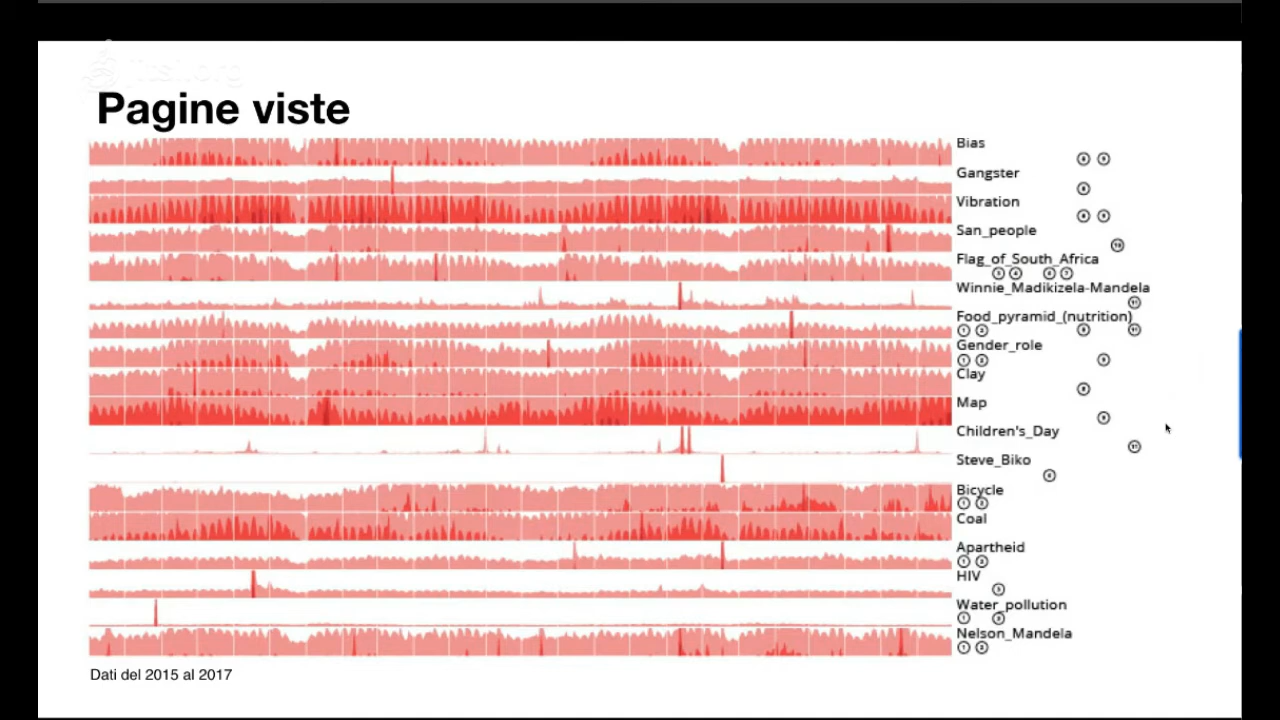 Pagine viste
Bias
Gangster
Vibration
San_people
Flag_of_South_Africa
Winnie_Madikizela-Mandela
Food_pyramid_(nutrition)
Gender_role
Clay
Map
Children's_Day
Steve_Biko
Bicycle
Coal
Apartheid
HIV
Water_pollution
Nelson_Mandela
Dati del 2015 al 2017